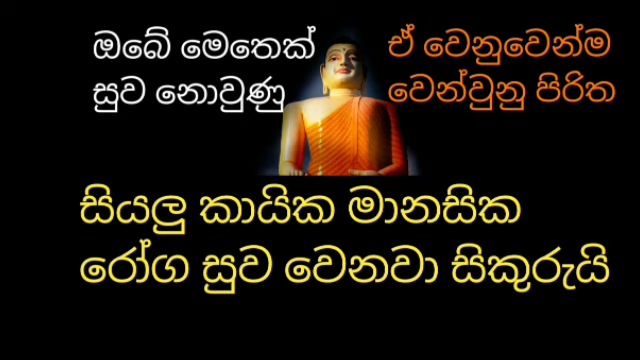 ඔබේ මෙතෙක්
සුව නොවුණු
ඒ වෙනුවෙන්ම
වෙන්වුනු පිරිත
සියලු කායික මානසික
රෝග සුව වෙනවා සිකුරුයි